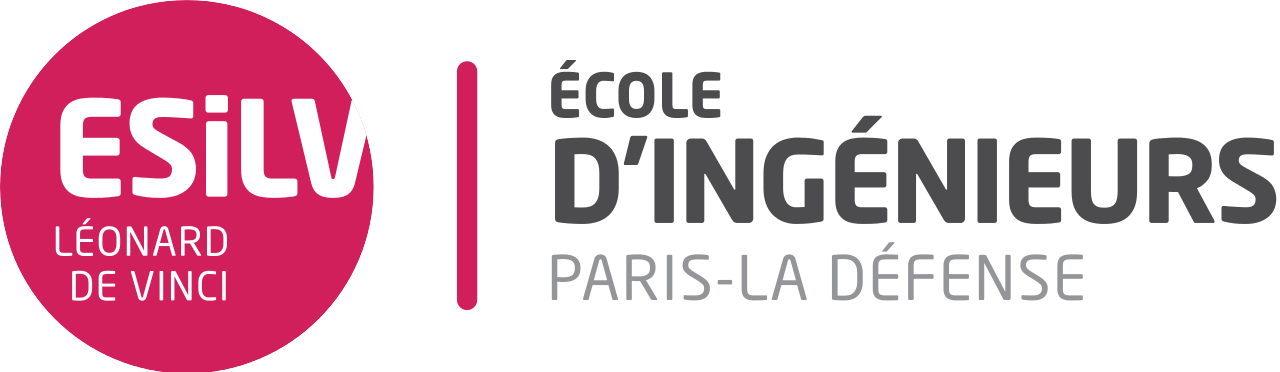 ESiLV
LÉONARD
DE VINCI
ÉCOLE
D'INGÉNIEURS
PARIS-LA DÉFENSE